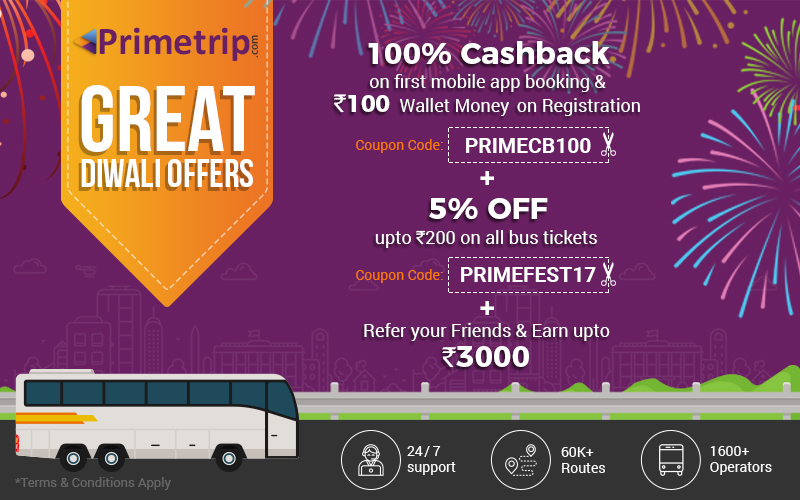 Primetrip.com
GREAT
DIWALI OFFERS
100% Cashback
on first mobile app booking &
₹100 Wallet Money on Registration
Coupon Code: PRIMECB100
+
5% OFF
upto ₹200 on all bus tickets
Coupon Code: PRIMEFEST17
+
Refer your Friends & Earn upto
₹3000
24 / 7
support
60K+
Routes
1600+
Operators
*Terms & Conditions Apply